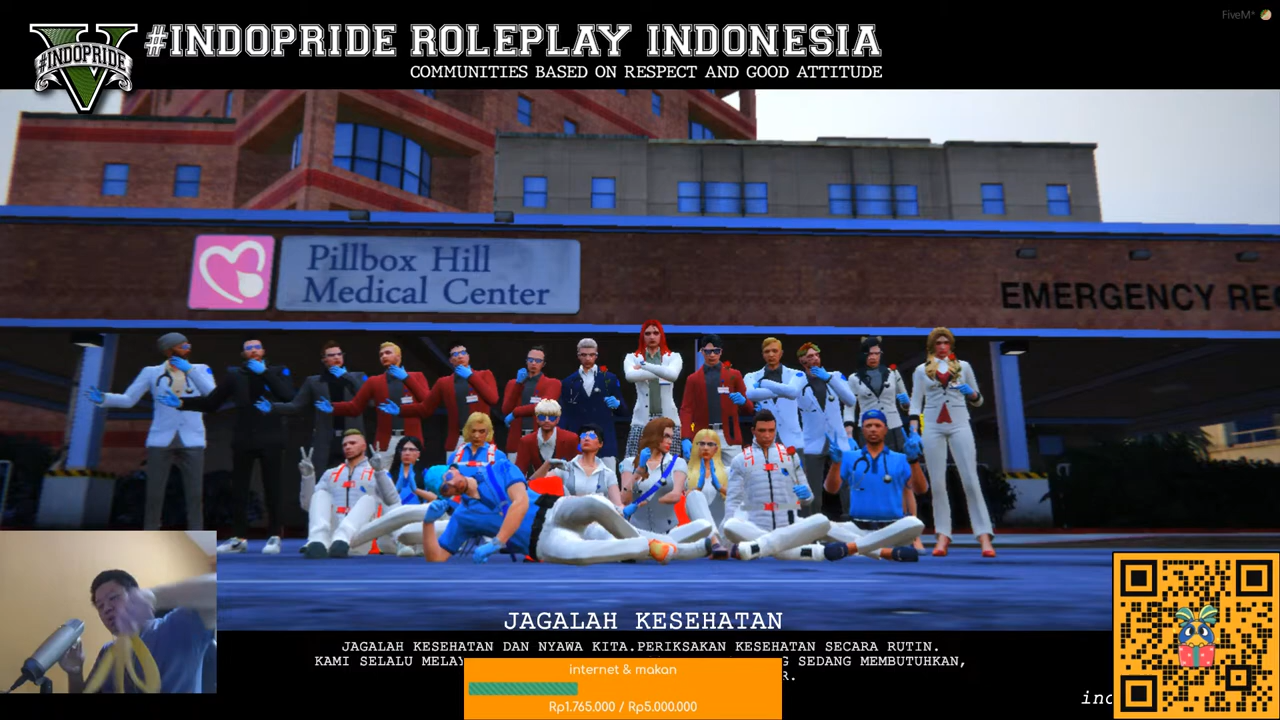 FiveM*
#INDOPRIDE
#INDOPRIDE ROLEPLAY INDONESIA
COMMUNITIES BASED ON RESPECT AND GOOD ATTITUDE
Pillbox Hill
Medical Center
EMERGENCY
JAGALAH KESEHATAN
JAGALAH KESEHATAN DAN NYAWA KITA.PERIKSAKAN KESEHATAN SECARA RUTIN.
KAMI SELALU SEDANG MEMBUTUHKAN,
internet & makan
Rp1.765.000 / Rp5.000.000